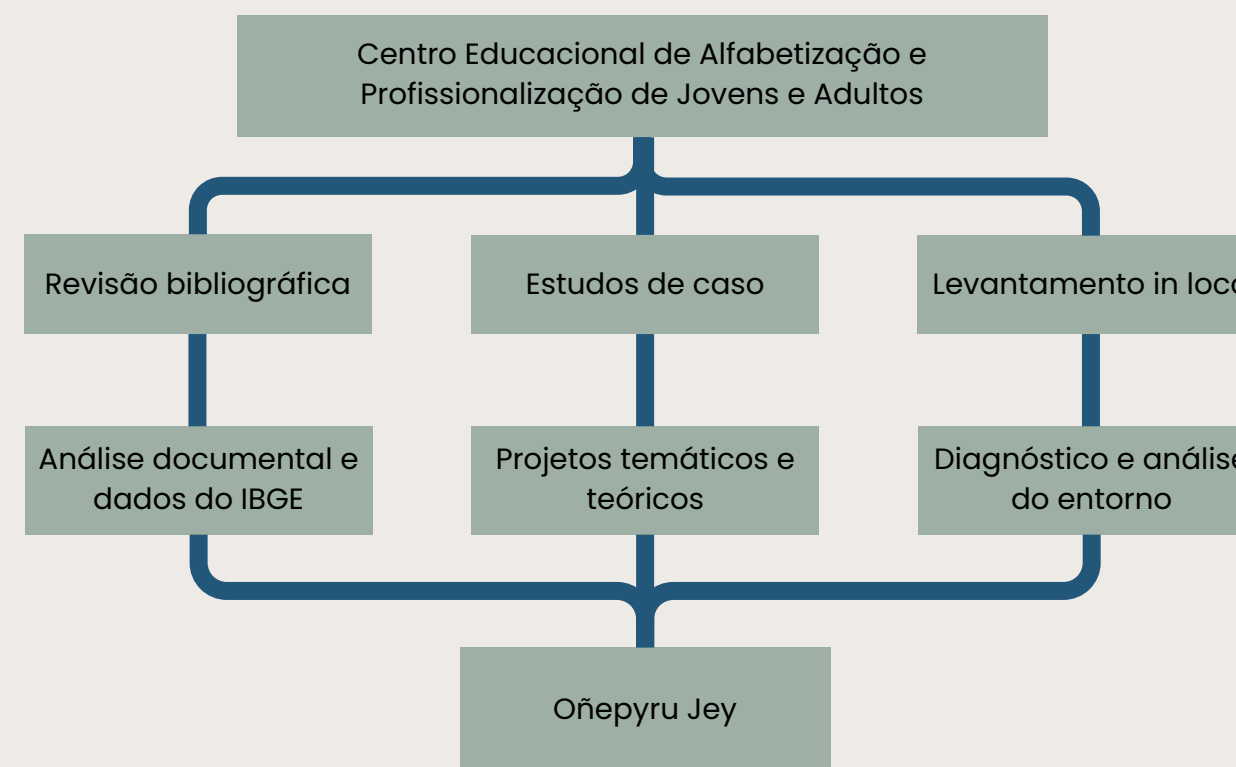 Centro Educacional de Alfabetização e
Profissionalização de Jovens e Adultos
Revisão bibliográfica
Estudos de caso
Levantamento in
Análise documental e
dados do IBGE
Projetos temáticos e
teóricos
Diagnóstico e análise
do entorno
Oñepyru Jey